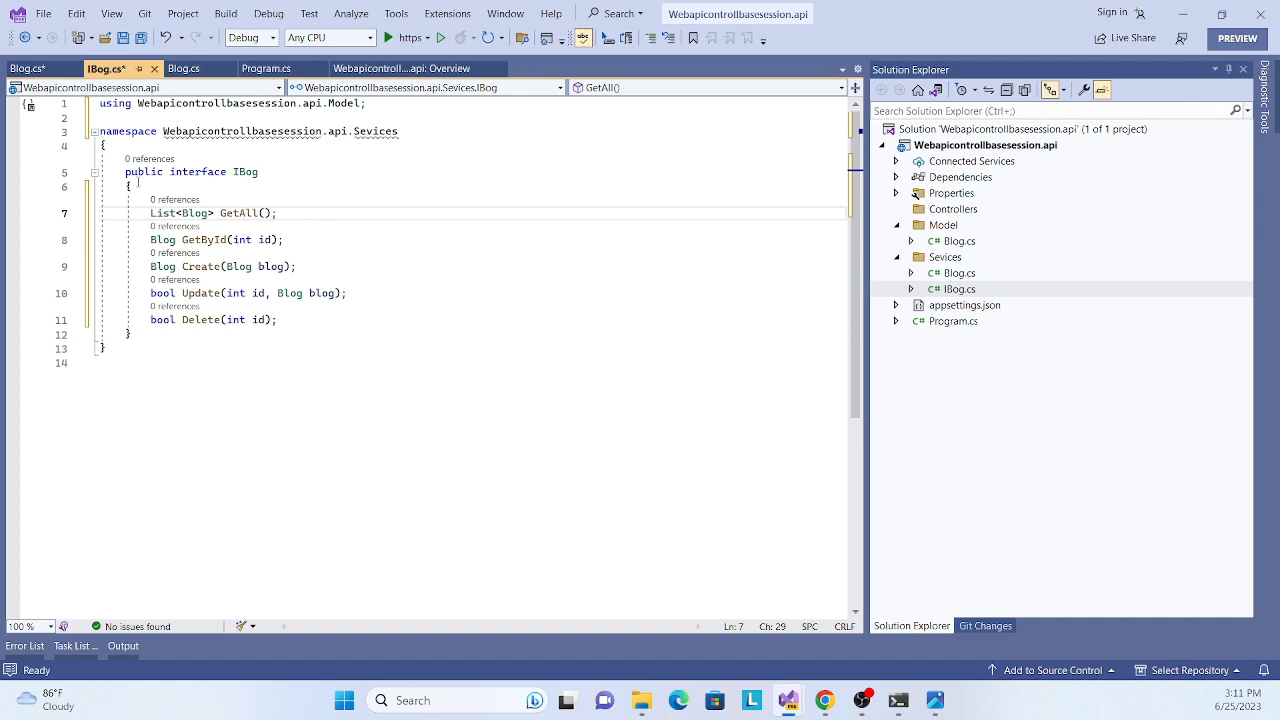 File Edit View Git Project Build Debug Test Analyze Tools Extensions Window Help Search Webapicontrollbasesession.api Sign in
Debug Any CPU https Live Share PREVIEW
Blog.cs* IBog.cs* Blog.cs Program.cs Webapicontroll....api: Overview
Webapicontrollbasesession.api Webapicontrollbasesession.api.Sevices.IBog GetAll()
1 using Webapicontrollbasesession.api.Model;
2
3 namespace Webapicontrollbasesession.api.Sevices
4 {
0 references
5 public interface IBog
6 {
0 references
7 List<Blog> GetAll();
0 references
8 Blog GetById(int id);
0 references
9 Blog Create(Blog blog);
0 references
10 bool Update(int id, Blog blog);
0 references
11 bool Delete(int id);
12 }
13 }
14
100 % No issues found Ln: 7 Ch: 29 SPC CRLF
Solution Explorer
Search Solution Explorer (Ctrl+;)
Solution 'Webapicontrollbasesession.api' (1 of 1 project)
Webapicontrollbasesession.api
Connected Services
Dependencies
Properties
Controllers
Model
C# Blog.cs
Sevices
C# Blog.cs
C# IBog.cs
appsettings.json
C# Program.cs
Solution Explorer Git Changes
Diagnostic Tools
Error List Task List ... Output
Ready Add to Source Control Select Repository
86°F
Cloudy
Search
3:11 PM
6/25/2023